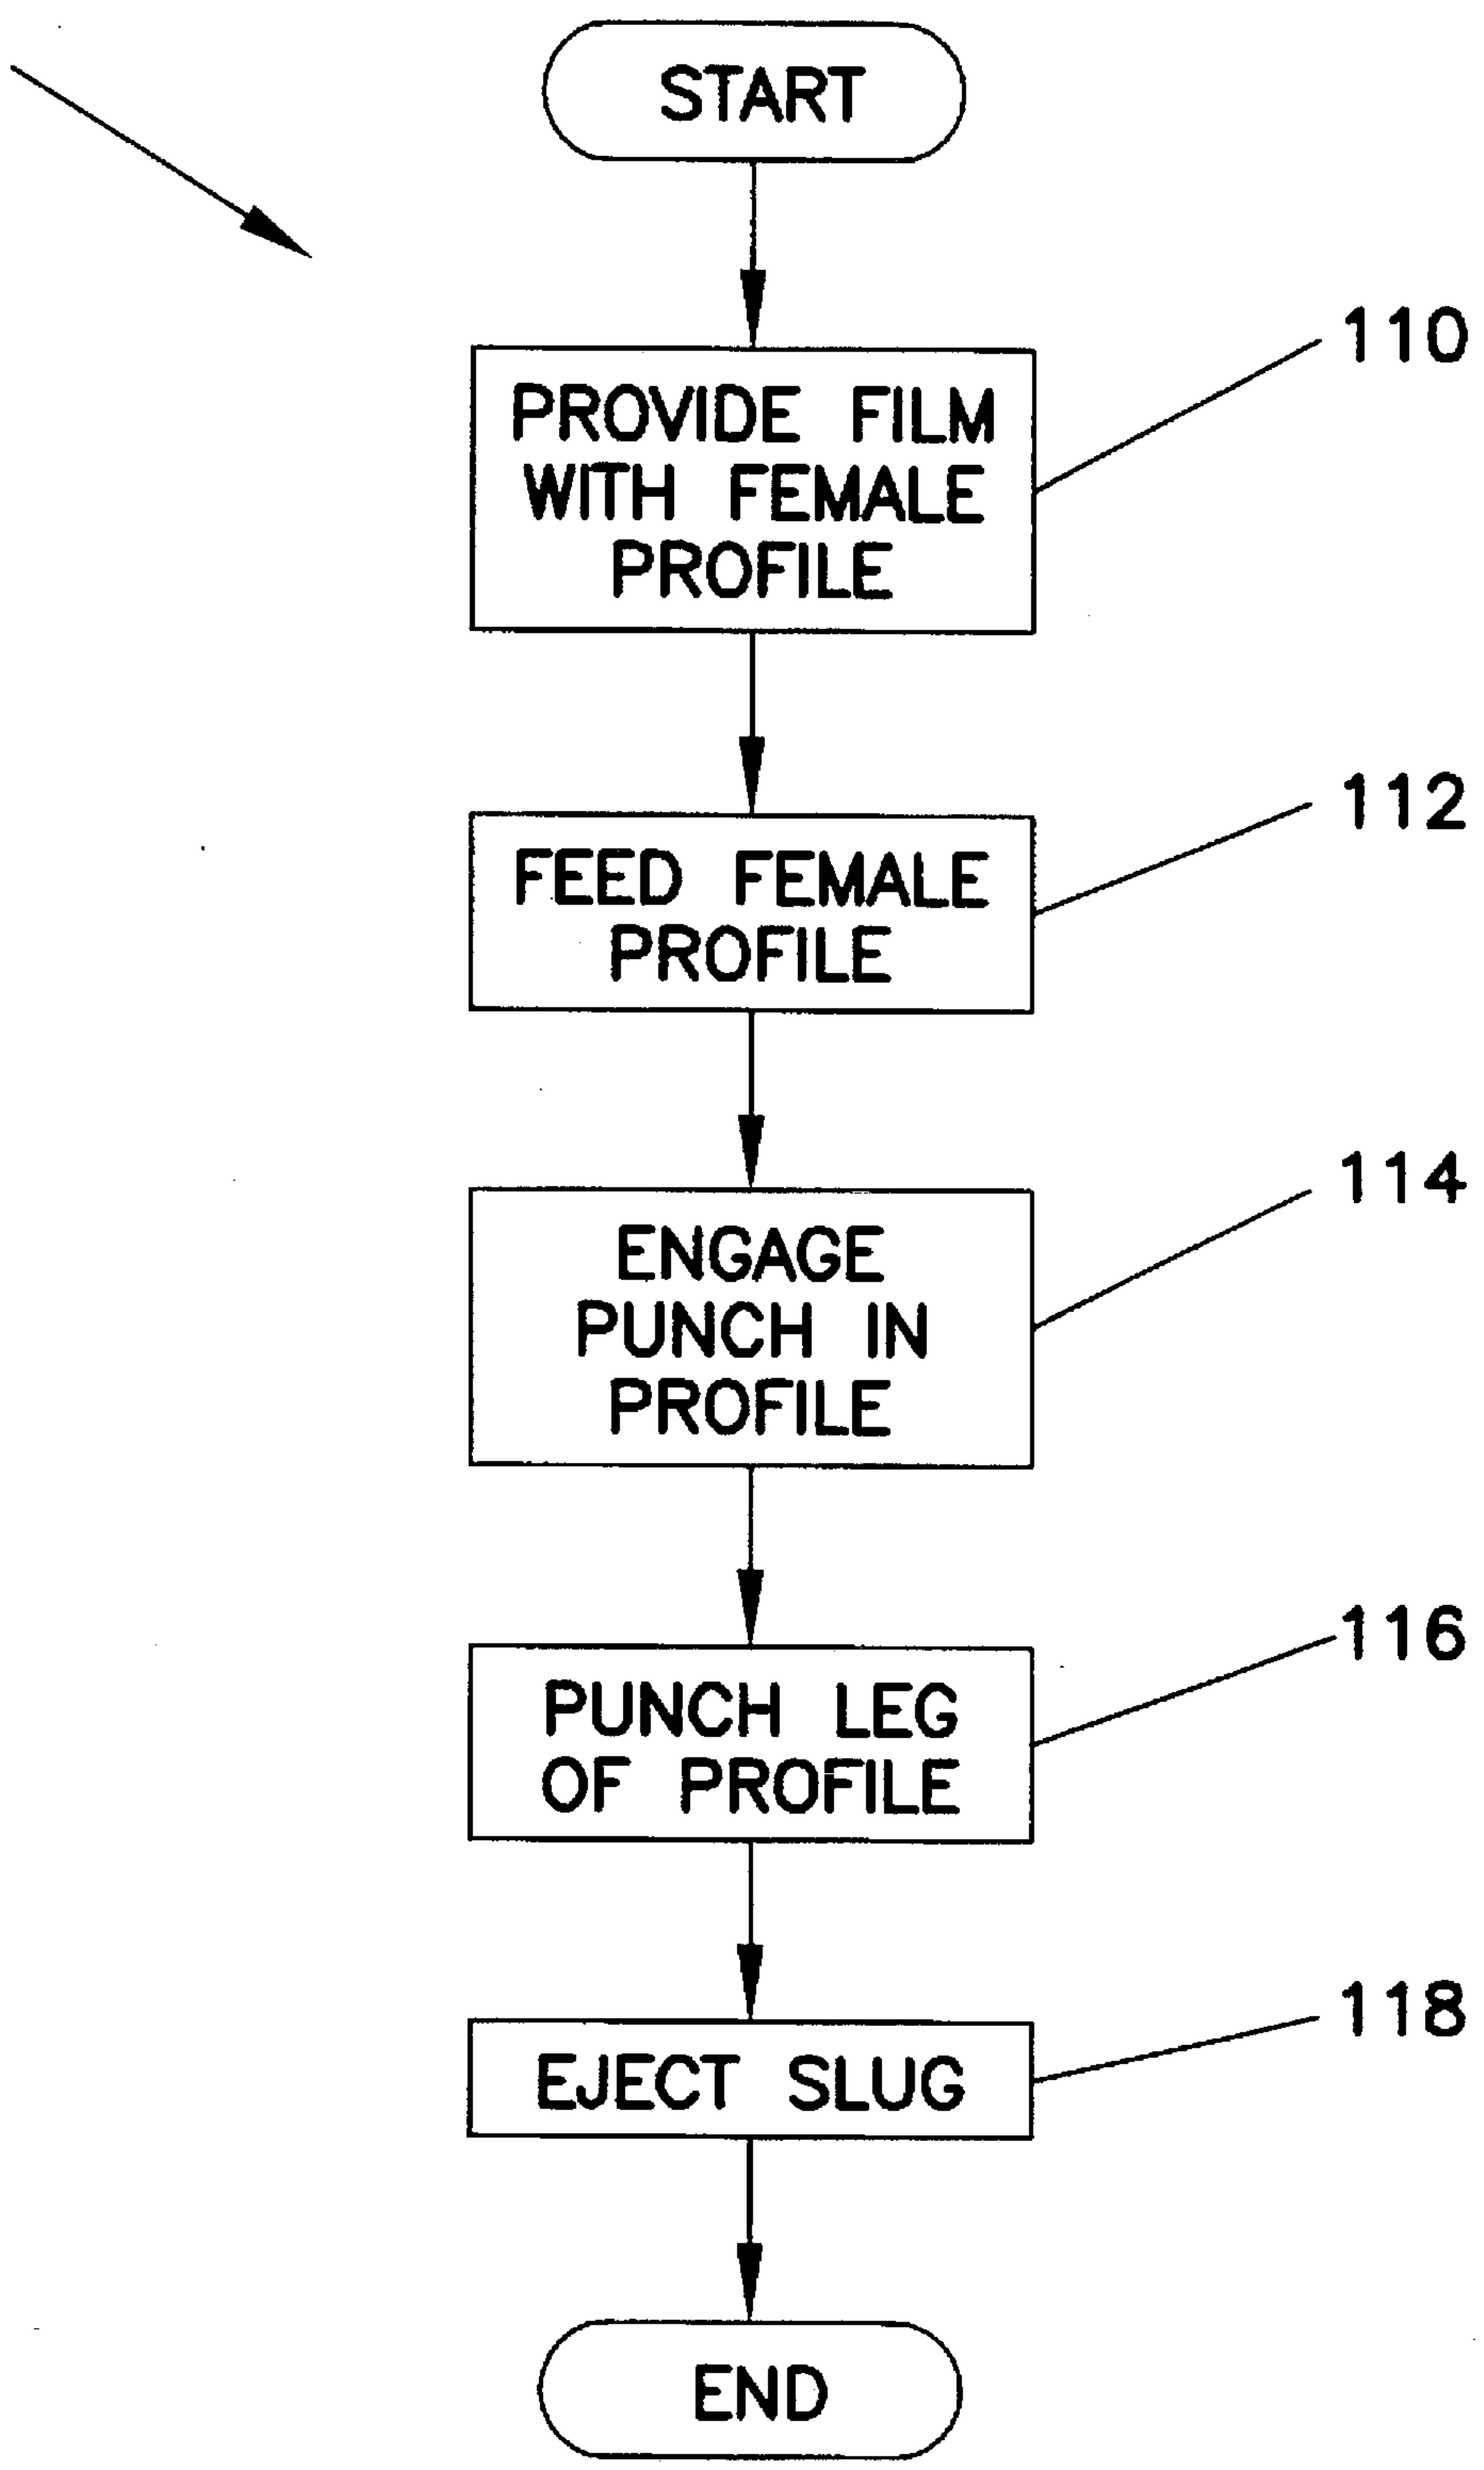 START
110
PROVIDE FILM
WITH FEMALE
PROFILE
112
FEED FEMALE
PROFILE
114
ENGAGE
PUNCH IN
PROFILE
116
PUNCH LEG
OF PROFILE
118
EJECT SLUG
END